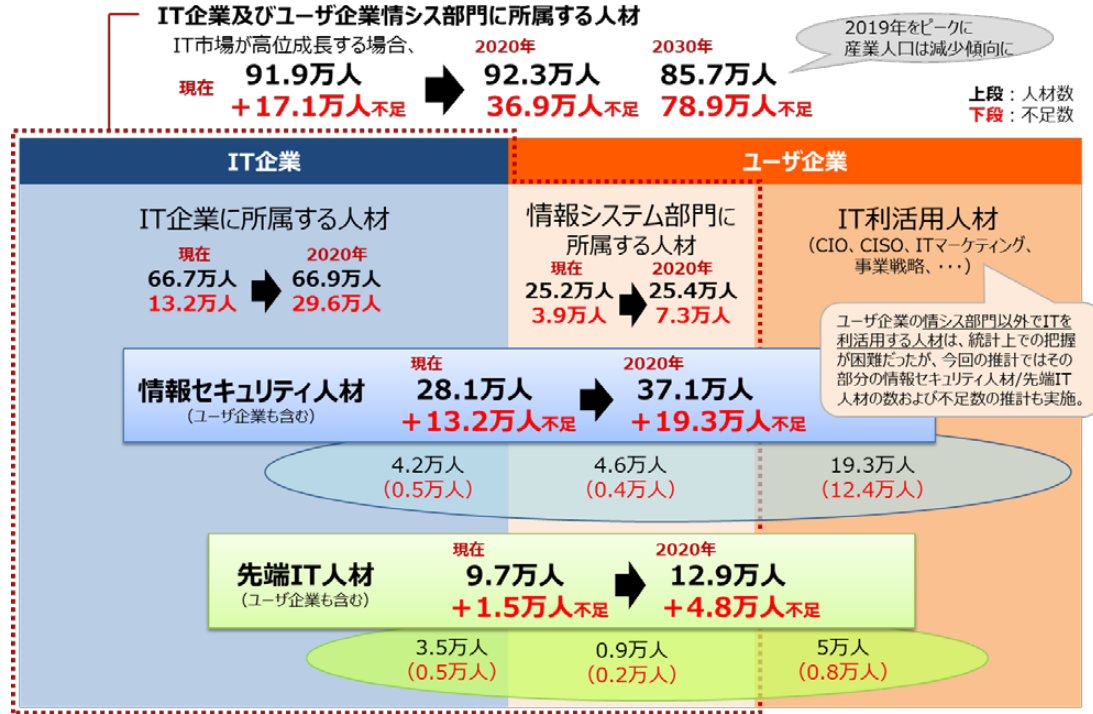 IT企業及びユーザ企業情シス部門に所属する人材
IT市場が高位成長する場合、
現在
91.9万人
+17.1万人不足
2020年
92.3万人
36.9万人不足
2030年
85.7万人
78.9万人不足
2019年をピークに
産業人口は減少傾向に
上段：人材数
下段：不足数
IT企業
ユーザ企業
IT企業に所属する人材
現在
66.7万人
13.2万人
2020年
66.9万人
29.6万人
情報システム部門に
所属する人材
現在
25.2万人
3.9万人
2020年
25.4万人
7.3万人
IT利活用人材
（CIO、CISO、ITマーケティング、
事業戦略、・・・）
ユーザ企業の情シス部門以外でITを
利活用する人材は、統計上での把握
が困難だったが、今回の推計ではその
部分の情報セキュリティ人材/先端IT
人材の数および不足数の推計も実施。
情報セキュリティ人材
（ユーザ企業も含む）
現在
28.1万人
+13.2万人不足
2020年
37.1万人
+19.3万人不足
4.2万人
(0.5万人)
4.6万人
(0.4万人)
19.3万人
(12.4万人)
先端IT人材
（ユーザ企業も含む）
現在
9.7万人
+1.5万人不足
2020年
12.9万人
+4.8万人不足
3.5万人
(0.5万人)
0.9万人
(0.2万人)
5万人
(0.8万人)